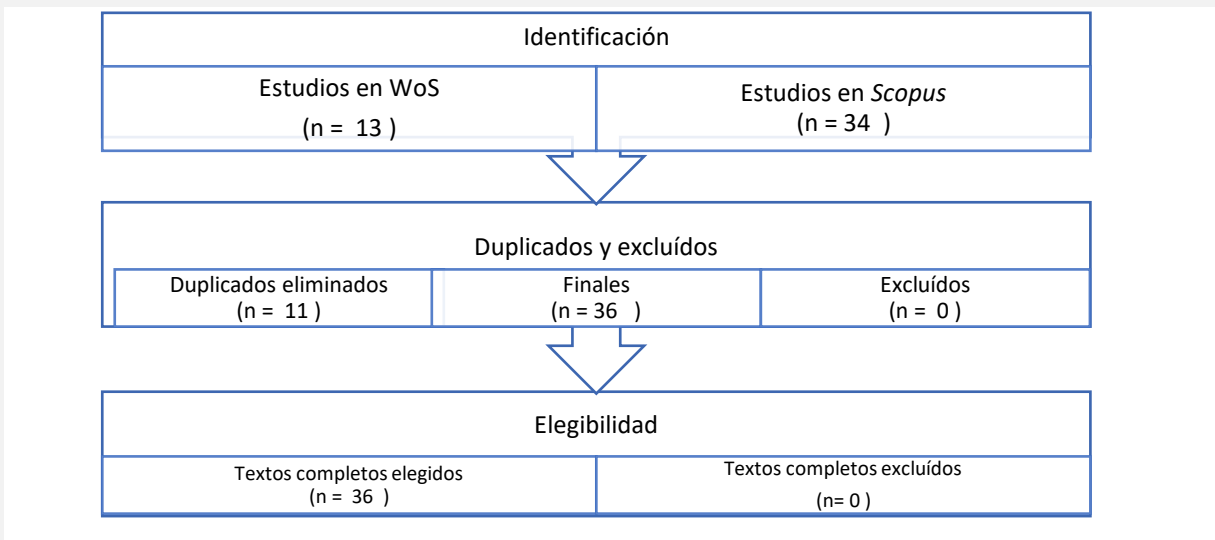 Identificación
Estudios en WoS
(n = 13 )
Estudios en Scopus
(n = 34 )
Duplicados y excluídos
Duplicados eliminados
(n = 11 )
Finales
(n = 36 )
Excluídos
(n = 0 )
Elegibilidad
Textos completos elegidos
(n = 36 )
Textos completos excluídos
(n= 0 )